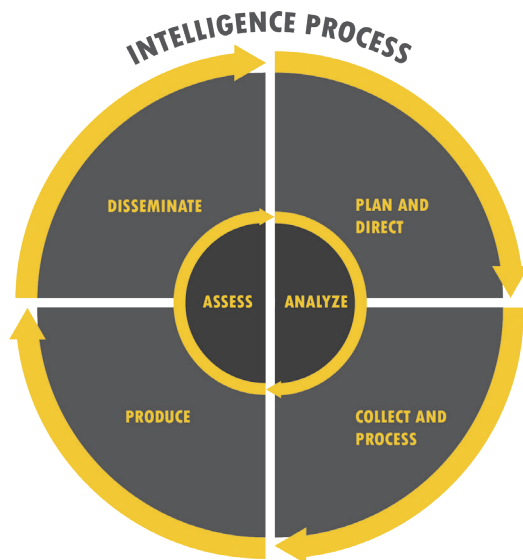 INTELLIGENCE PROCESS
DISSEMINATE
PLAN AND
DIRECT
ASSESS
ANALYZE
PRODUCE
COLLECT AND
PROCESS